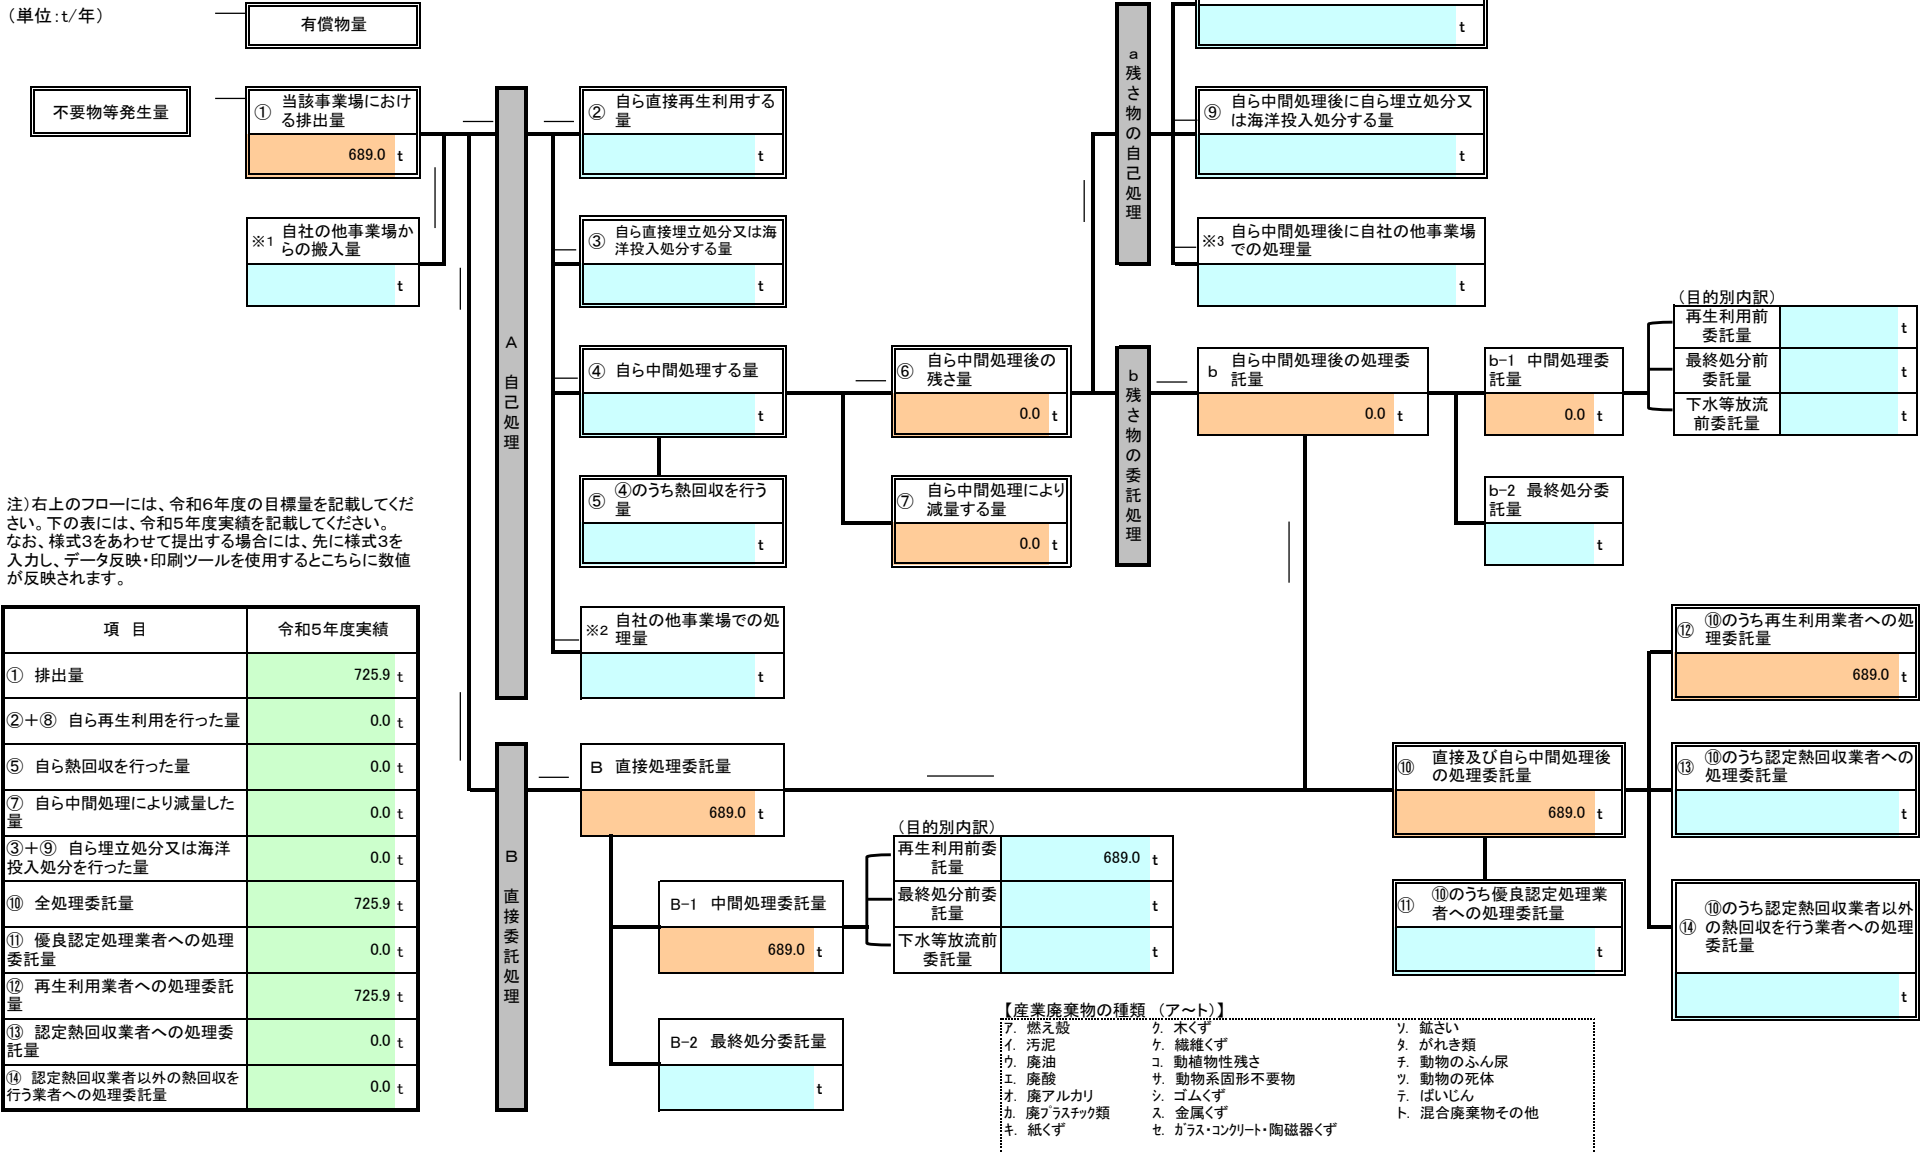 （単位：t/年）
有償物量
t
不要物等発生量
① 当該事業場におけ
る排出量
689.0 t
※1 自社の他事業場か
らの搬入量
t
A 自己処理
② 自ら直接再生利用する
量
t
③ 自ら直接埋立処分又は海
洋投入処分する量
t
④ 自ら中間処理する量
t
⑤ ④のうち熱回収を行う
量
t
※2 自社の他事業場での処
理量
t
⑥ 自ら中間処理後の
残さ量
0.0 t
⑦ 自ら中間処理により
減量する量
0.0 t
a 残さ物の自己処理
⑨ 自ら中間処理後に自ら埋立処分又
は海洋投入処分する量
t
※3 自ら中間処理後に自社の他事業場
での処理量
t
b 残さ物の委託処理
b 自ら中間処理後の処理委
託量
0.0 t
b-1 中間処理委
託量
0.0 t
（目的別内訳）
再生利用前
委託量
t
最終処分前
委託量
t
下水等放流
前委託量
t
b-2 最終処分委
託量
t
注）右上のフローには、令和6年度の目標量を記載してくだ
さい。下の表には、令和5年度実績を記載してください。
なお、様式3をあわせて提出する場合には、先に様式3を
入力し、データ反映・印刷ツールを使用するとこちらに数値
が反映されます。
項 目 令和5年度実績
① 排出量 725.9 t
②＋⑧ 自ら再生利用を行った量 0.0 t
⑤ 自ら熱回収を行った量 0.0 t
⑦ 自ら中間処理により減量した
量 0.0 t
③＋⑨ 自ら埋立処分又は海洋
投入処分を行った量 0.0 t
⑩ 全処理委託量 725.9 t
⑪ 優良認定処理業者への処理
委託量 0.0 t
⑫ 再生利用業者への処理委託
量 725.9 t
⑬ 認定熱回収業者への処理委
託量 0.0 t
⑭ 認定熱回収業者以外の熱回収を
行う業者への処理委託量 0.0 t
B 直接委託処理
B 直接処理委託量
689.0 t
B-1 中間処理委託量
689.0 t
（目的別内訳）
再生利用前委
託量
689.0 t
最終処分前委
託量
t
下水等放流前
委託量
t
B-2 最終処分委託量
t
⑩ 直接及び自ら中間処理後
の処理委託量
689.0 t
⑪ ⑩のうち優良認定処理業
者への処理委託量
t
⑫ ⑩のうち再生利用業者への処
理委託量
689.0 t
⑬ ⑩のうち認定熱回収業者への
処理委託量
t
⑭ ⑩のうち認定熱回収業者以外
の熱回収を行う業者への処理
委託量
t
【産業廃棄物の種類 （ア～ト）】
ア. 燃え殻 ク. 木くず ソ. 鉱さい
イ. 汚泥 ケ. 繊維くず タ. がれき類
ウ. 廃油 コ. 動植物性残さ チ. 動物のふん尿
エ. 廃酸 サ. 動物系固形不要物 ツ. 動物の死体
オ. 廃アルカリ シ. ゴムくず テ. ばいじん
カ. 廃プラスチック類 ス. 金属くず ト. 混合廃棄物その他
キ. 紙くず セ. ガラス・コンクリート・陶磁器くず